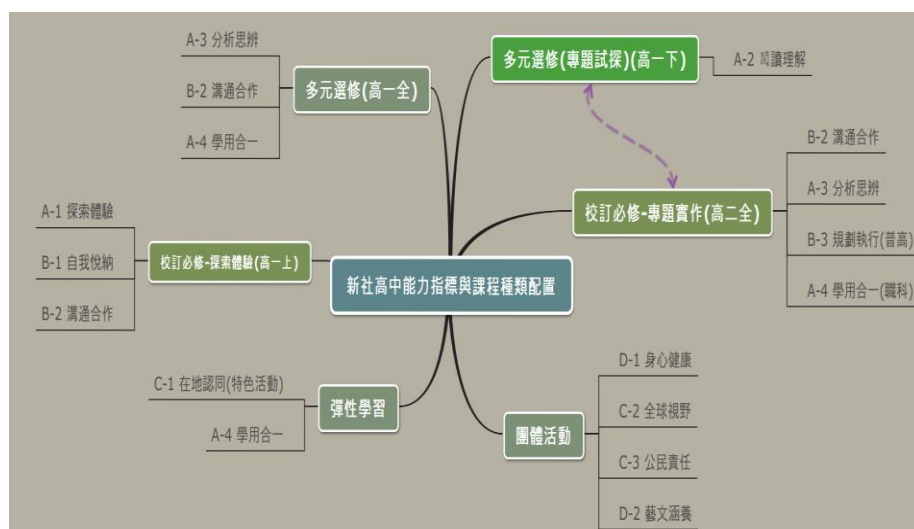 新社高中能力指標與課程種類配置
多元選修(專題試探)(高一下)
A-2 閱讀理解
校訂必修-專題實作(高二全)
B-2 溝通合作
A-3 分析思辨
B-3 規劃執行(普高)
A-4 學用合一(職科)
團體活動
D-1 身心健康
C-2 全球視野
C-3 公民責任
D-2 藝文涵養
彈性學習
C-1 在地認同(特色活動)
A-4 學用合一
校訂必修-探索體驗(高一上)
A-1 探索體驗
B-1 自我悅納
B-2 溝通合作
多元選修(高一全)
A-3 分析思辨
B-2 溝通合作
A-4 學用合一